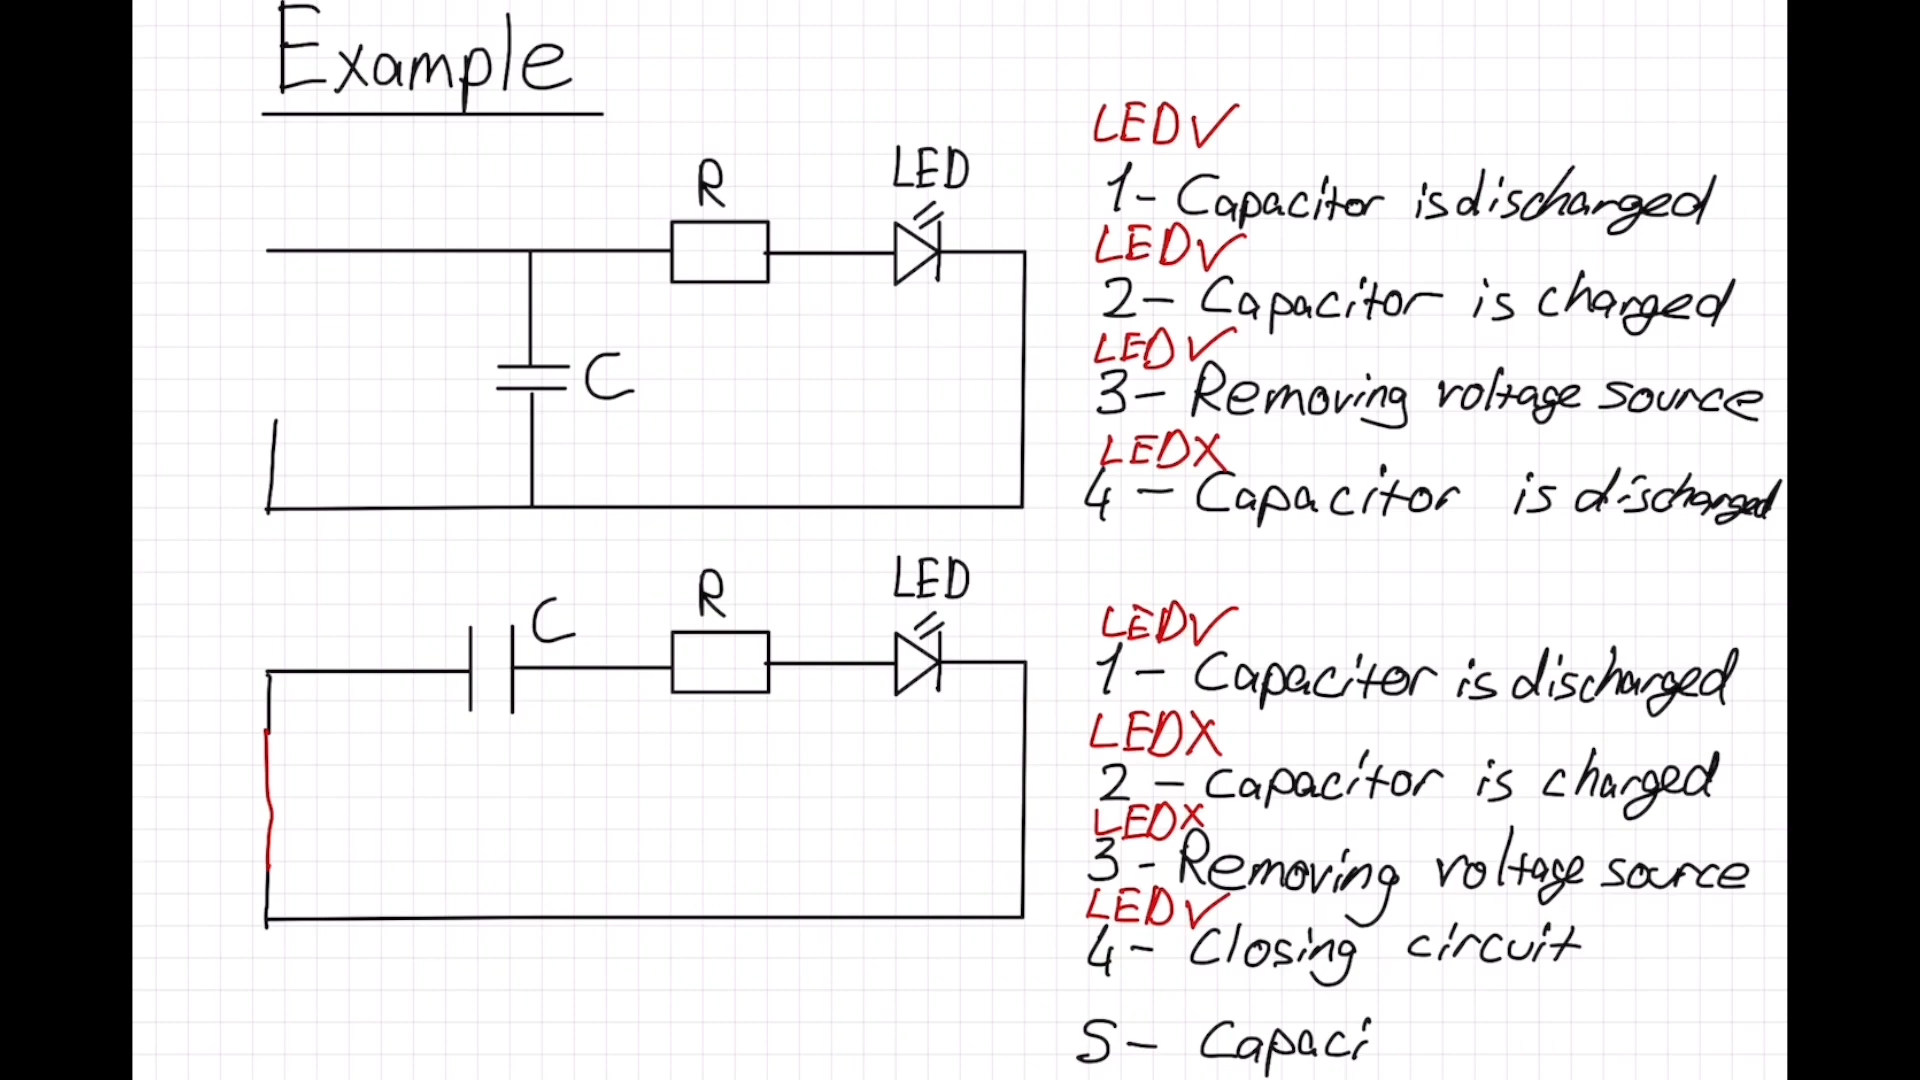 Example
R
LED
C
LED✓
1- Capacitor is discharged
LED✓
2- Capacitor is charged
LED✓
3- Removing voltage source
LEDX
4- Capacitor is discharged
C
R
LED
LED✓
1- Capacitor is discharged
LEDX
2- Capacitor is charged
LEDX
3- Removing voltage source
LED✓
4- Closing circuit
5- Capaci